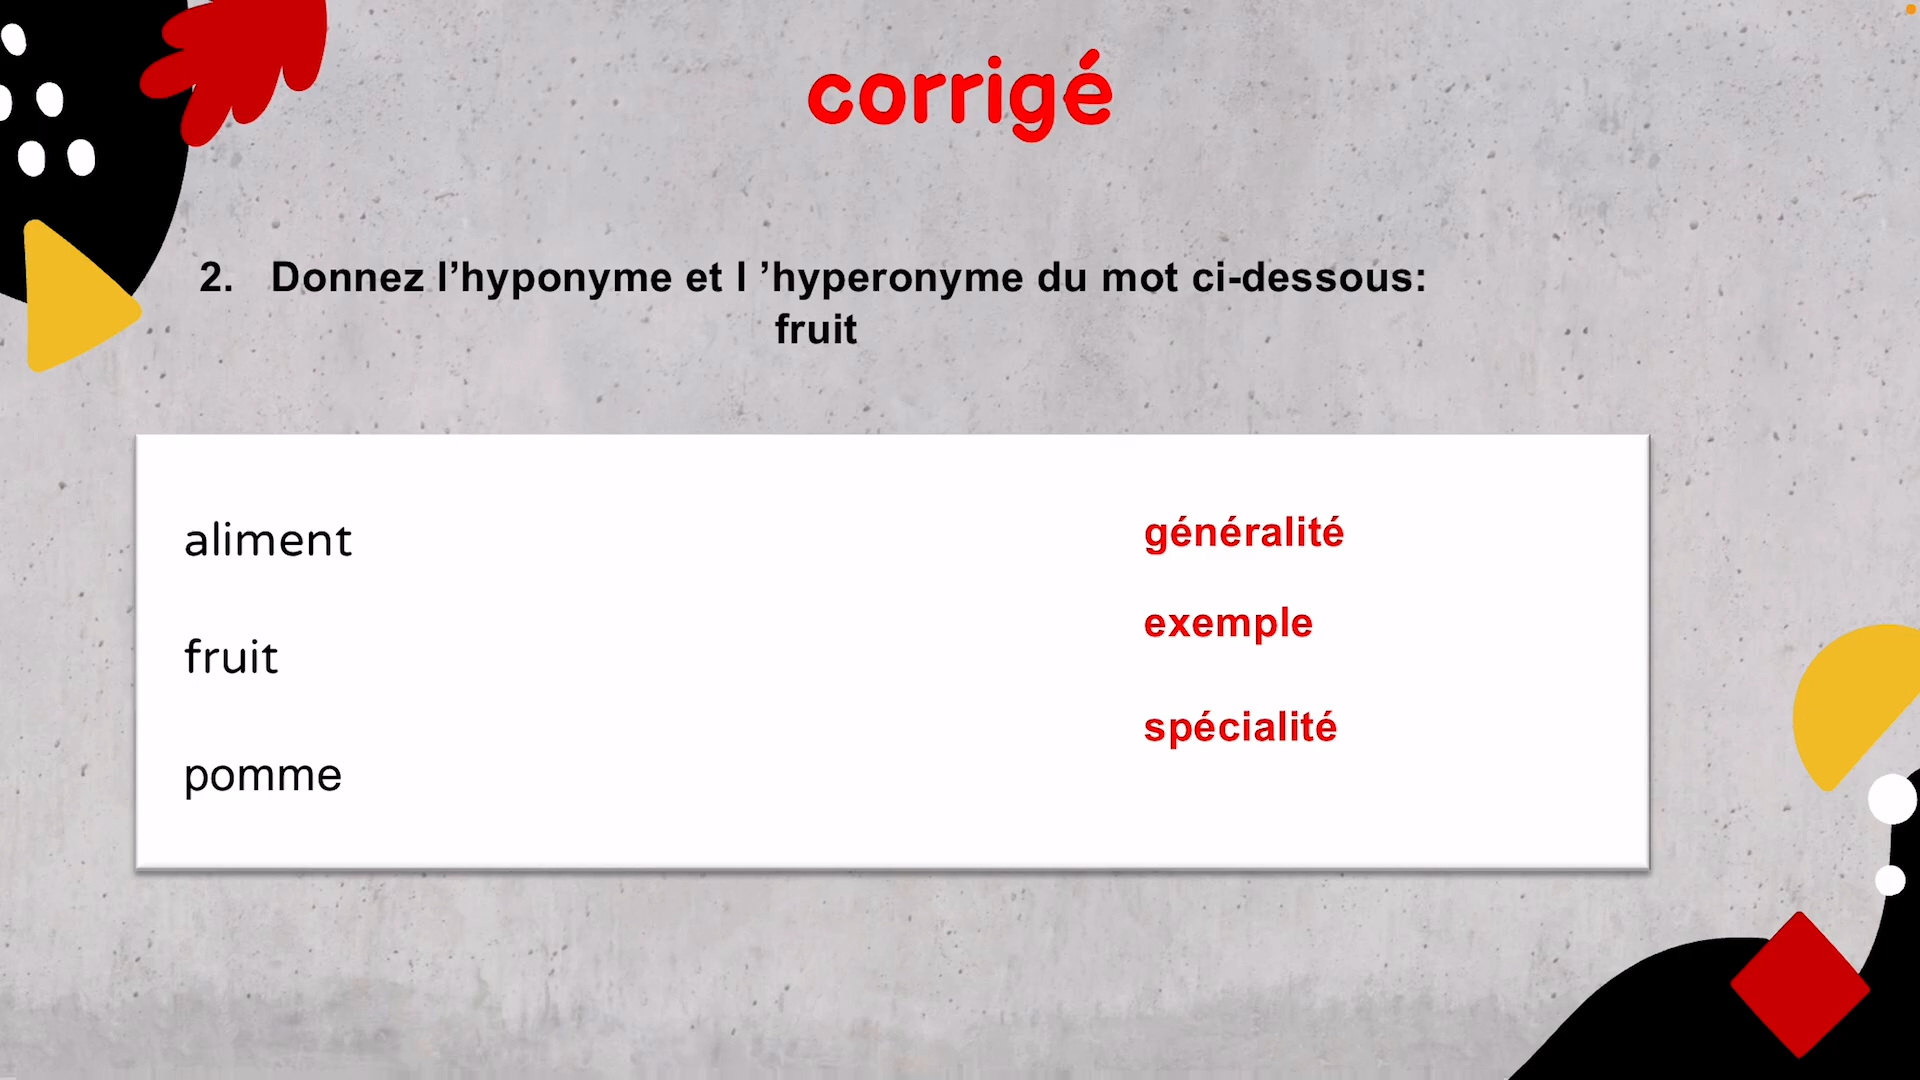 corrigé
2. Donnez l’hyponyme et l ’hyperonyme du mot ci-dessous:
fruit
aliment
généralité
fruit
exemple
pomme
spécialité